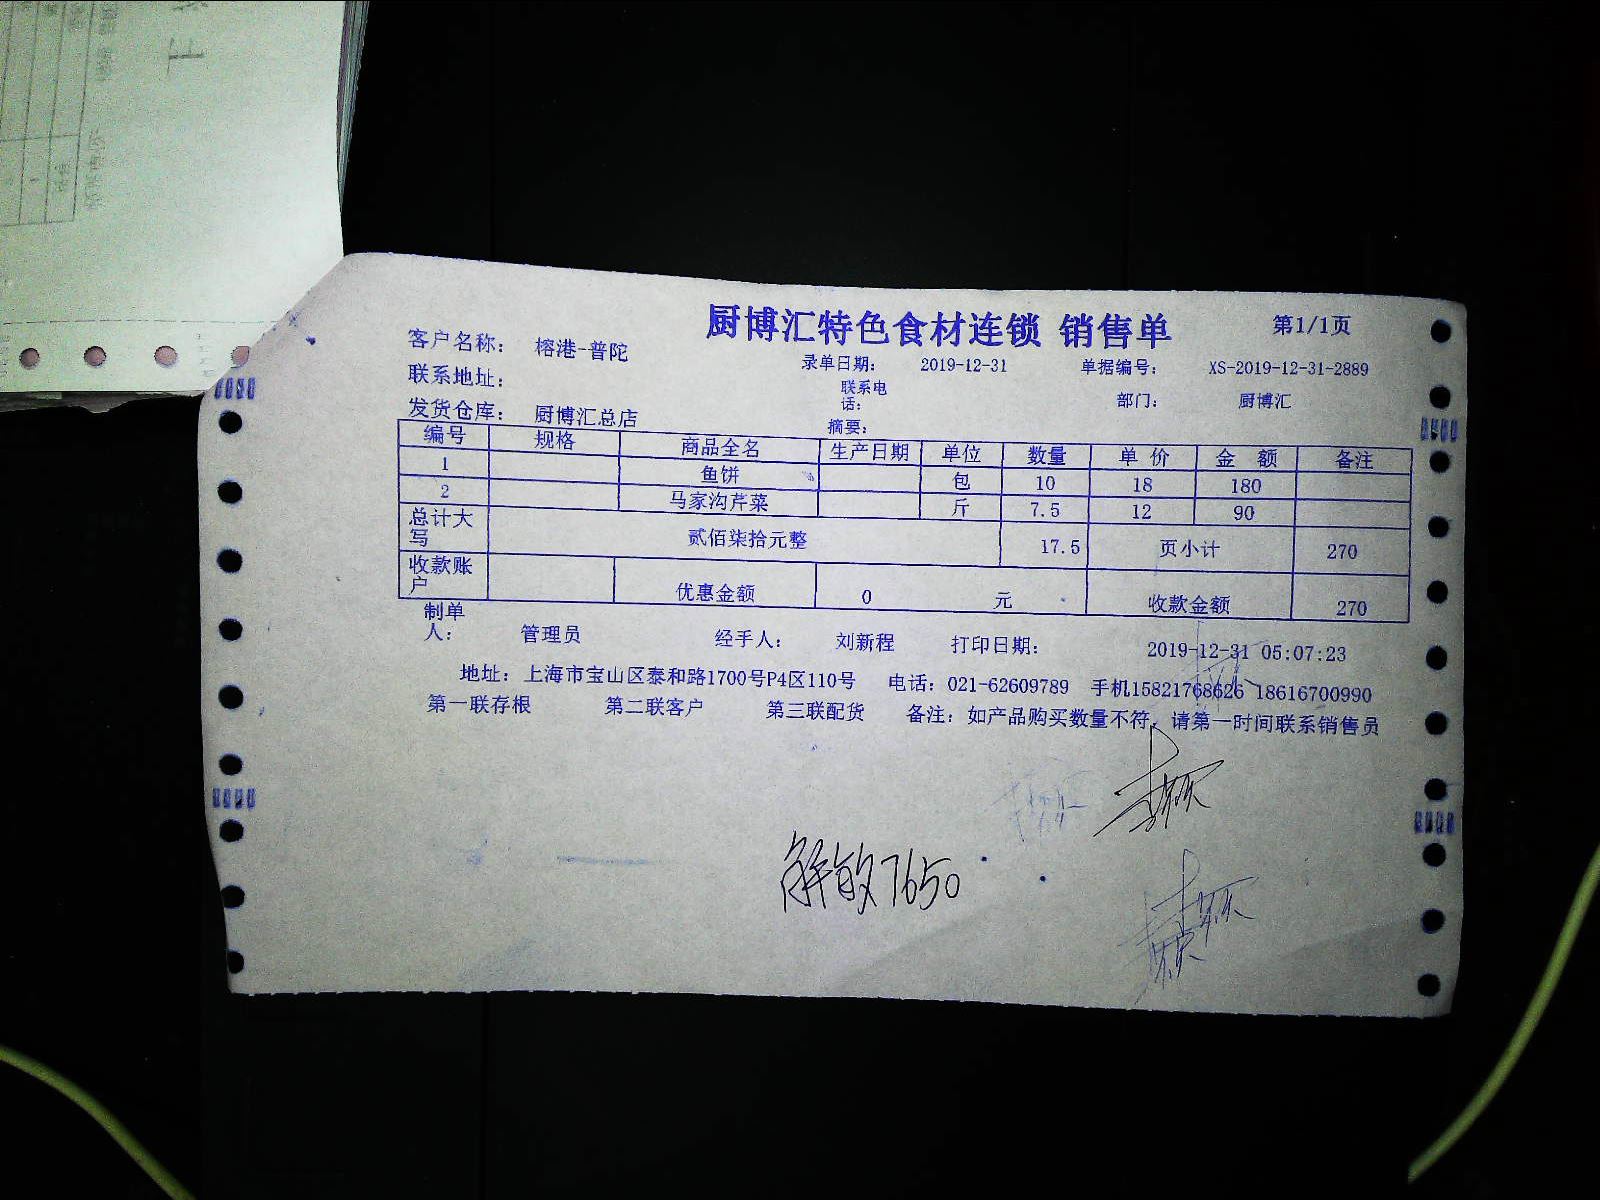 厨博汇特色食材连锁 销售单 第1/1页
客户名称： 榕港-普陀 录单日期： 2019-12-31 单据编号： XS-2019-12-31-2889
联系地址： 联系电话： 部门： 厨博汇
发货仓库： 厨博汇总店 摘要：
编号 规格 商品全名 生产日期 单位 数量 单价 金额 备注
1 鱼饼 包 10 18 180
2 马家沟芹菜 斤 7.5 12 90
总计大写 贰佰柒拾元整 17.5 页小计 270
收款账户 优惠金额 0 元 收款金额 270
制单人： 管理员 经手人： 刘新程 打印日期： 2019-12-31 05:07:23
地址：上海市宝山区泰和路1700号P4区110号 电话：021-62609789 手机15821768626 18616700990
第一联存根 第二联客户 第三联配货 备注：如产品购买数量不符，请第一时间联系销售员
解放7650